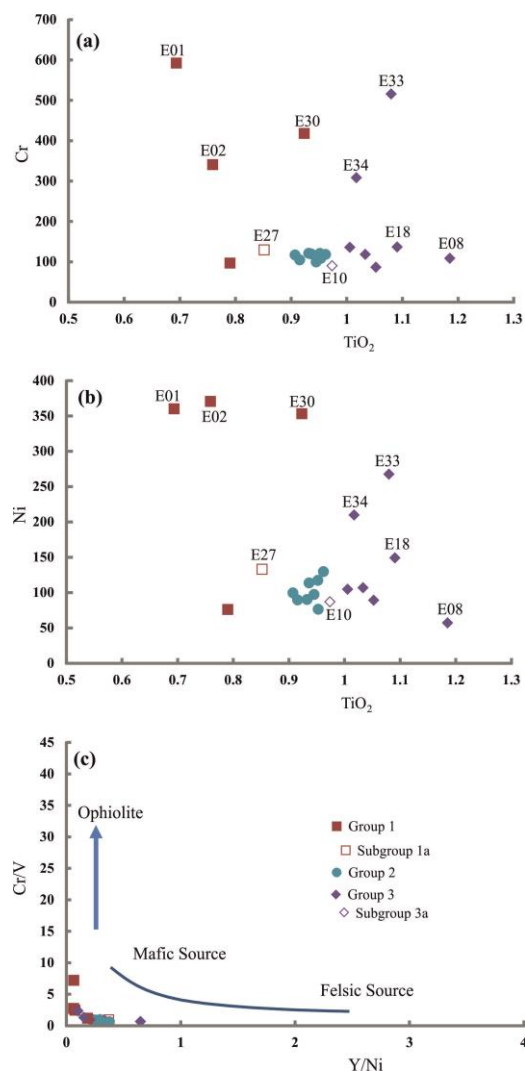 (a)
700
600
500
400
300
200
100
0
Cr
E01
E33
E30
E02
E34
E27
E18
E08
E10
0.5 0.6 0.7 0.8 0.9 1 1.1 1.2 1.3
TiO₂
(b)
400
350
300
250
200
150
100
50
0
Ni
E01
E02
E30
E33
E34
E18
E27
E10
E08
0.5 0.6 0.7 0.8 0.9 1 1.1 1.2 1.3
TiO₂
(c)
45
40
35
30
25
20
15
10
5
0
Cr/V
Ophiolite
Group 1
Subgroup 1a
Group 2
Group 3
Subgroup 3a
Mafic Source
Felsic Source
0 1 2 3 4
Y/Ni